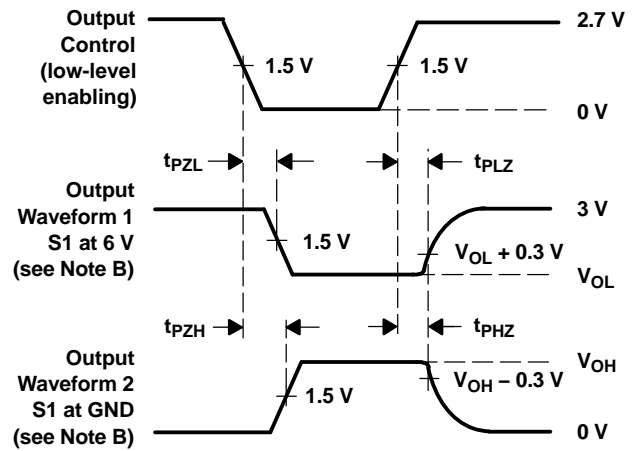 Output
Control
(low-level
enabling)
1.5 V
1.5 V
2.7 V
0 V
tPZL
tPLZ
Output
Waveform 1
S1 at 6 V
(see Note B)
1.5 V
3 V
VOL + 0.3 V
VOL
tPZH
tPHZ
Output
Waveform 2
S1 at GND
(see Note B)
1.5 V
VOH
VOH − 0.3 V
0 V